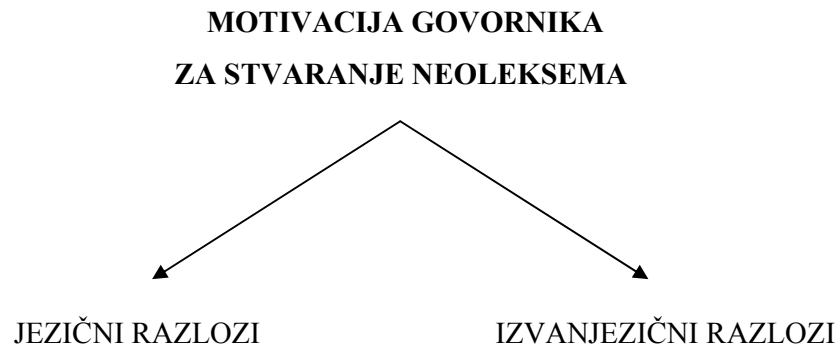 MOTIVACIJA GOVORNIKA
ZA STVARANJE NEOLEKSEMA
JEZIČNI RAZLOZI
IZVANJEZIČNI RAZLOZI